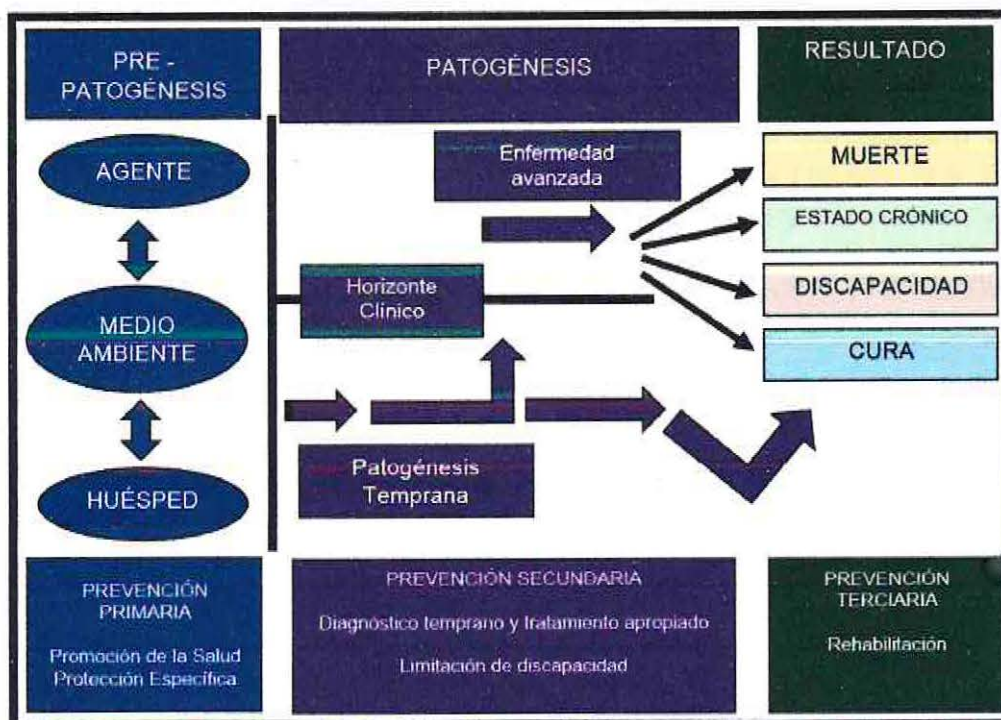 PRE -
PATOGÉNESIS
PATOGÉNESIS
RESULTADO
AGENTE
MEDIO
AMBIENTE
HUÉSPED
Enfermedad
avanzada
Horizonte
Clínico
Patogénesis
Temprana
MUERTE
ESTADO CRÓNICO
DISCAPACIDAD
CURA
PREVENCIÓN
PRIMARIA
Promoción de la Salud
Protección Específica
PREVENCIÓN SECUNDARIA
Diagnóstico temprano y tratamiento apropiado
Limitación de discapacidad
PREVENCIÓN
TERCIARIA
Rehabilitación